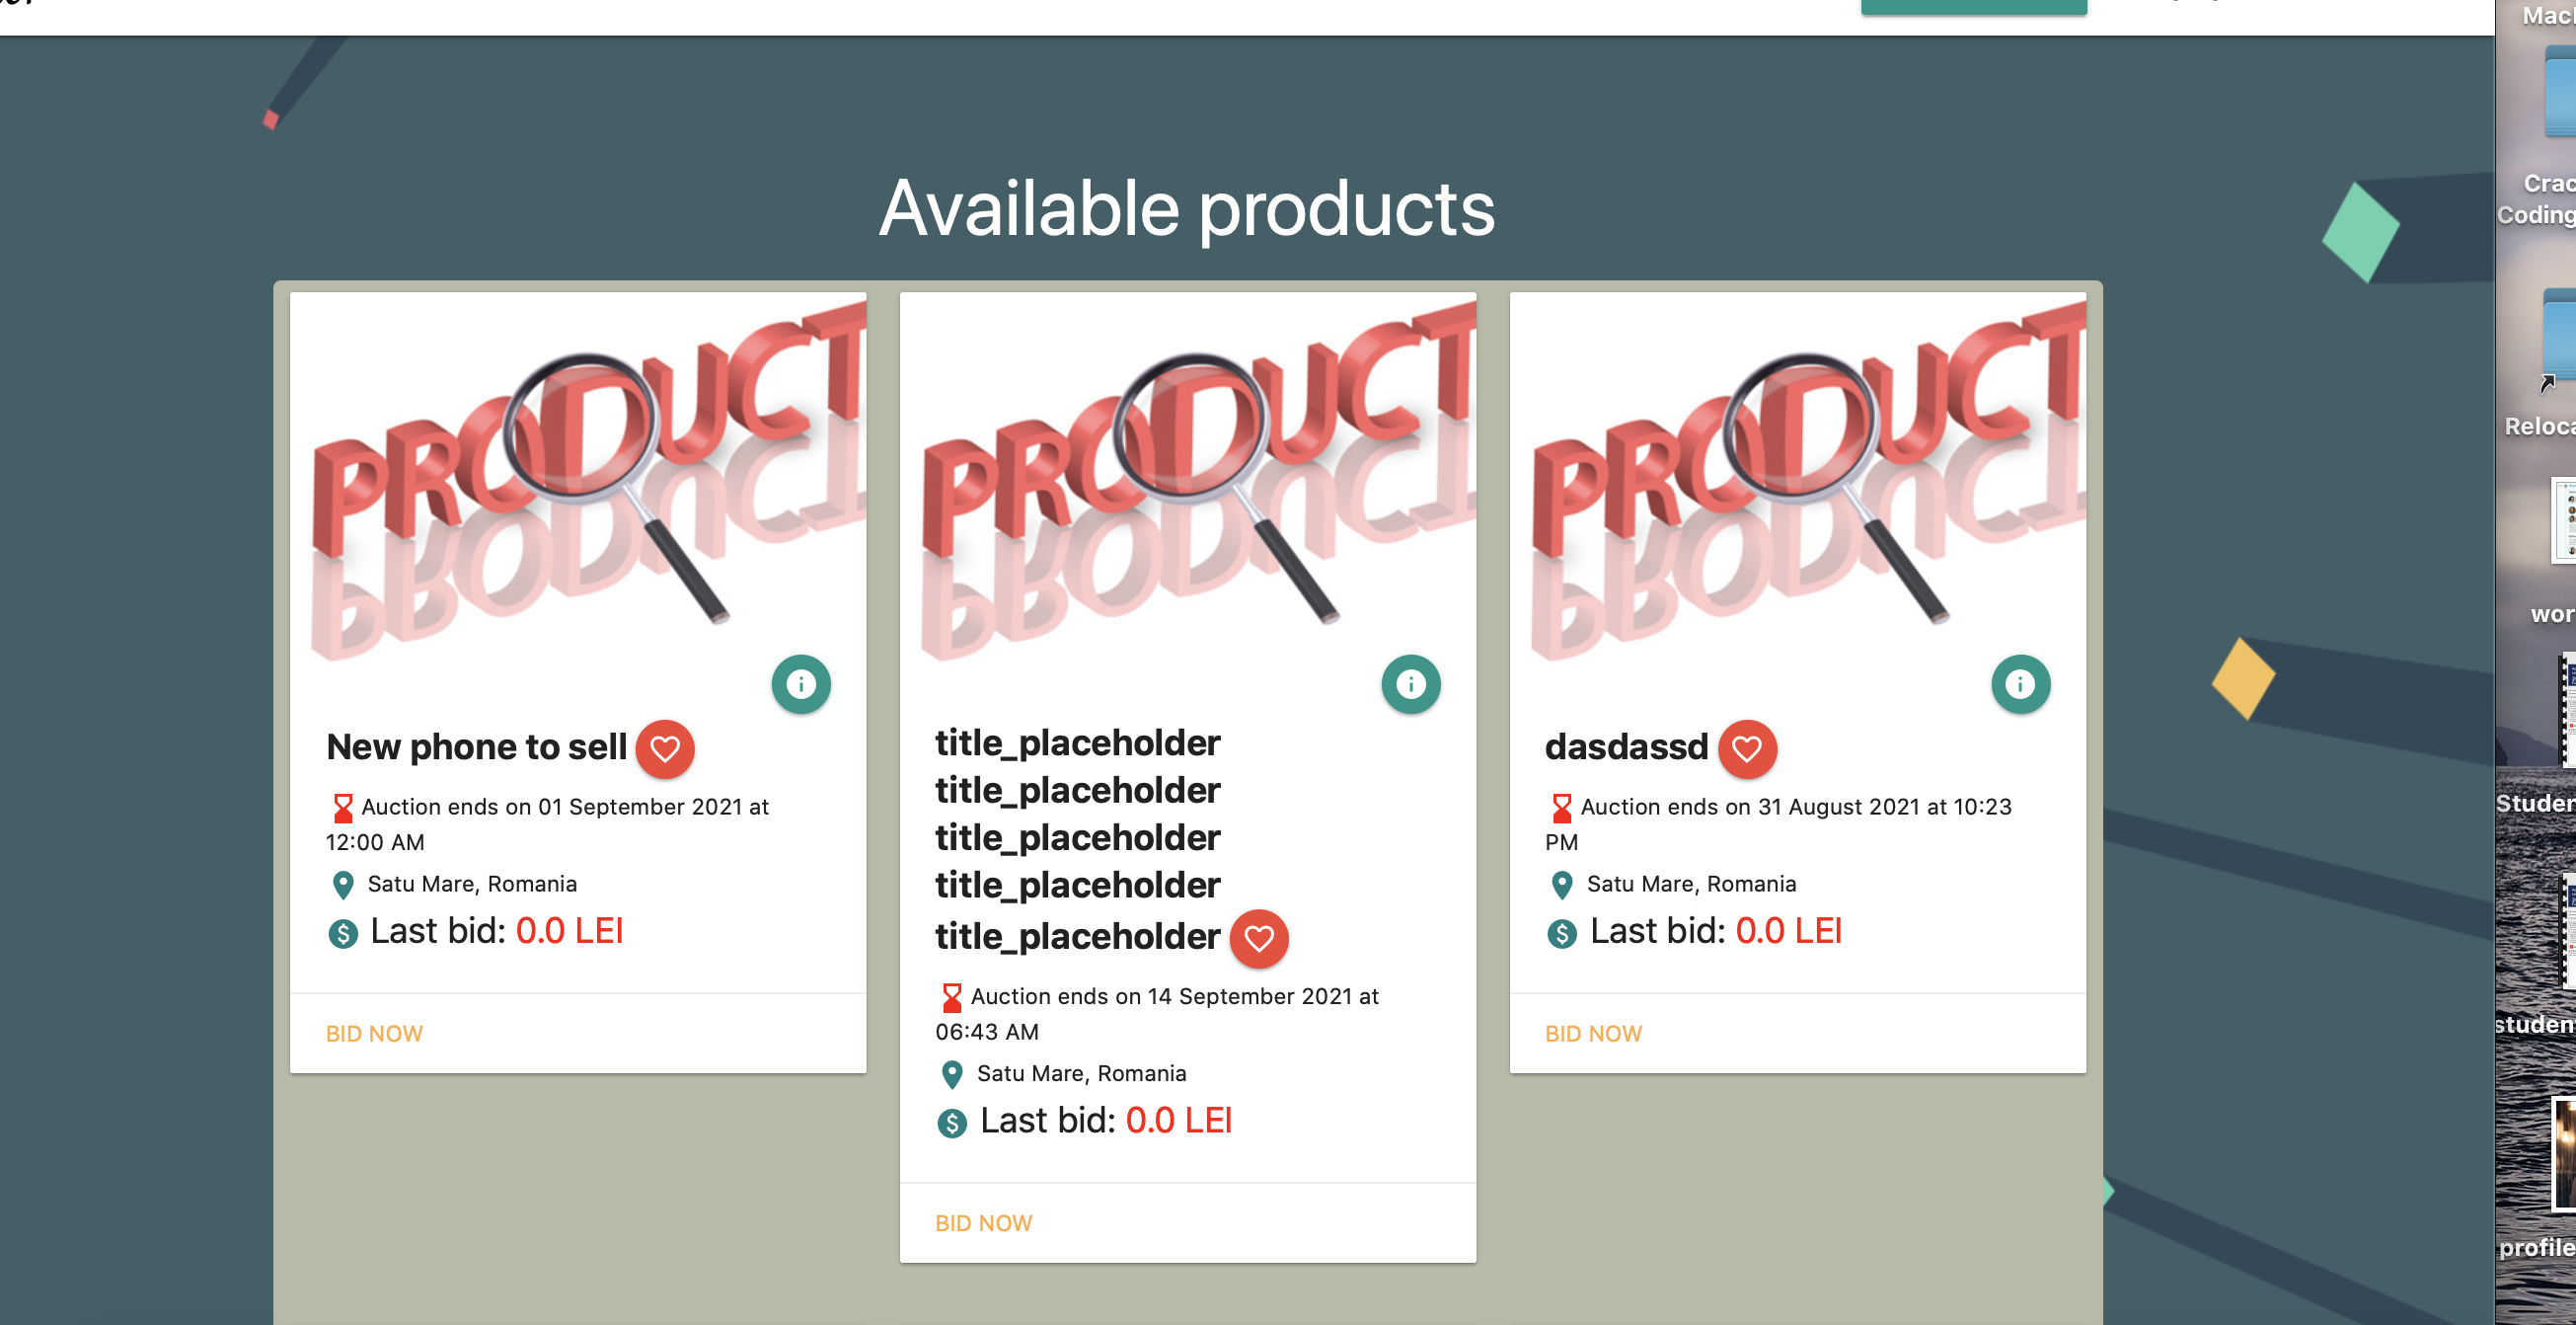 Available products
PRODUCT
PRODUCT
PRODUCT
New phone to sell
Auction ends on 01 September 2021 at
12:00 AM
Satu Mare, Romania
Last bid: 0.0 LEI
BID NOW
title_placeholder
title_placeholder
title_placeholder
title_placeholder
title_placeholder
Auction ends on 14 September 2021 at
06:43 AM
Satu Mare, Romania
Last bid: 0.0 LEI
BID NOW
dasdassd
Auction ends on 31 August 2021 at 10:23
PM
Satu Mare, Romania
Last bid: 0.0 LEI
BID NOW
Mac
Crac
Coding
Reloca
wor
Studen
studen
profile